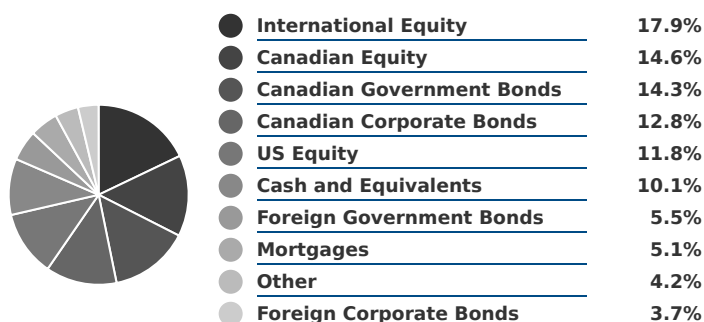 International Equity 17.9%
Canadian Equity 14.6%
Canadian Government Bonds 14.3%
Canadian Corporate Bonds 12.8%
US Equity 11.8%
Cash and Equivalents 10.1%
Foreign Government Bonds 5.5%
Mortgages 5.1%
Other 4.2%
Foreign Corporate Bonds 3.7%